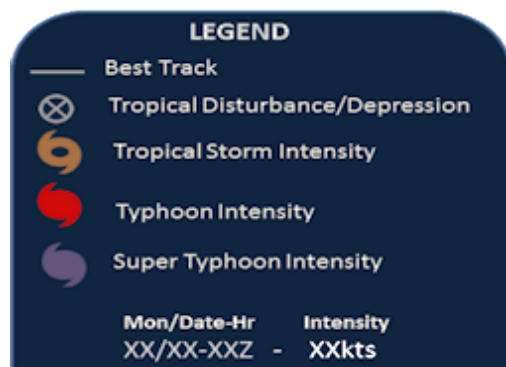 LEGEND
Best Track
Tropical Disturbance/Depression
Tropical Storm Intensity
Typhoon Intensity
Super Typhoon Intensity
Mon/Date-Hr Intensity
XX/XX-XXZ - XXkts